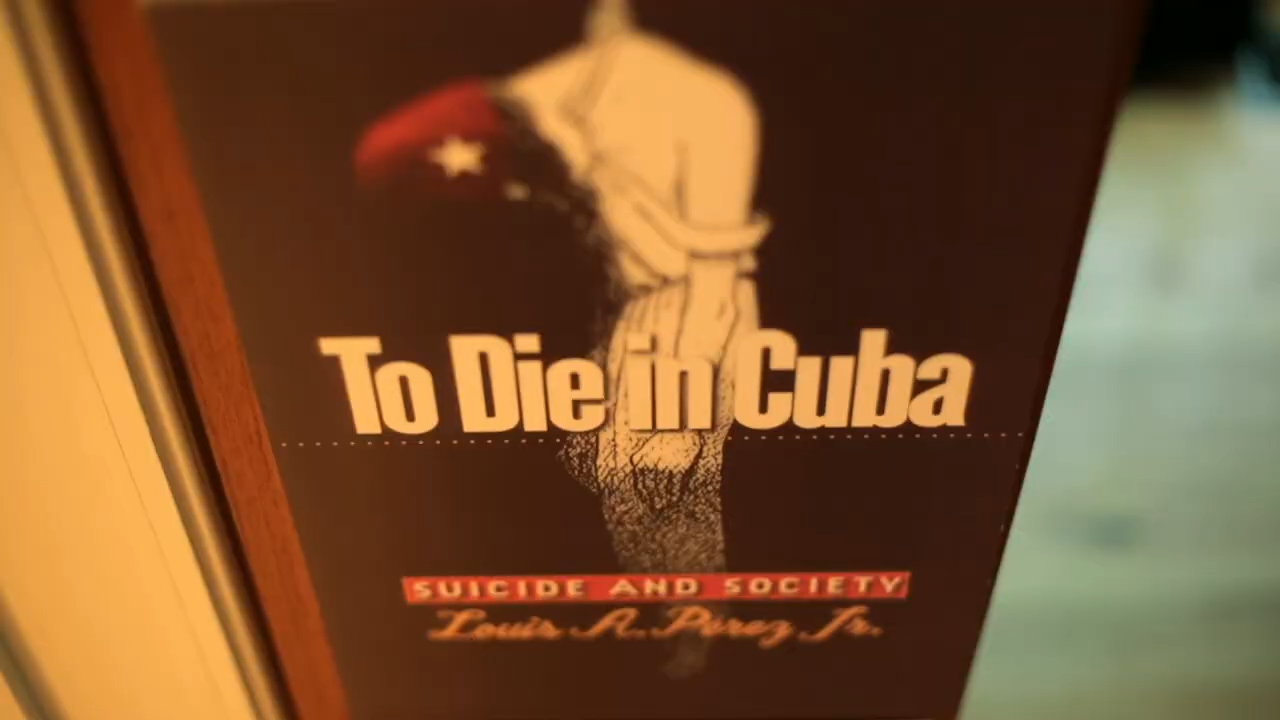 To Die in Cuba
SUICIDE AND SOCIETY
Louis A. Pérez Jr.